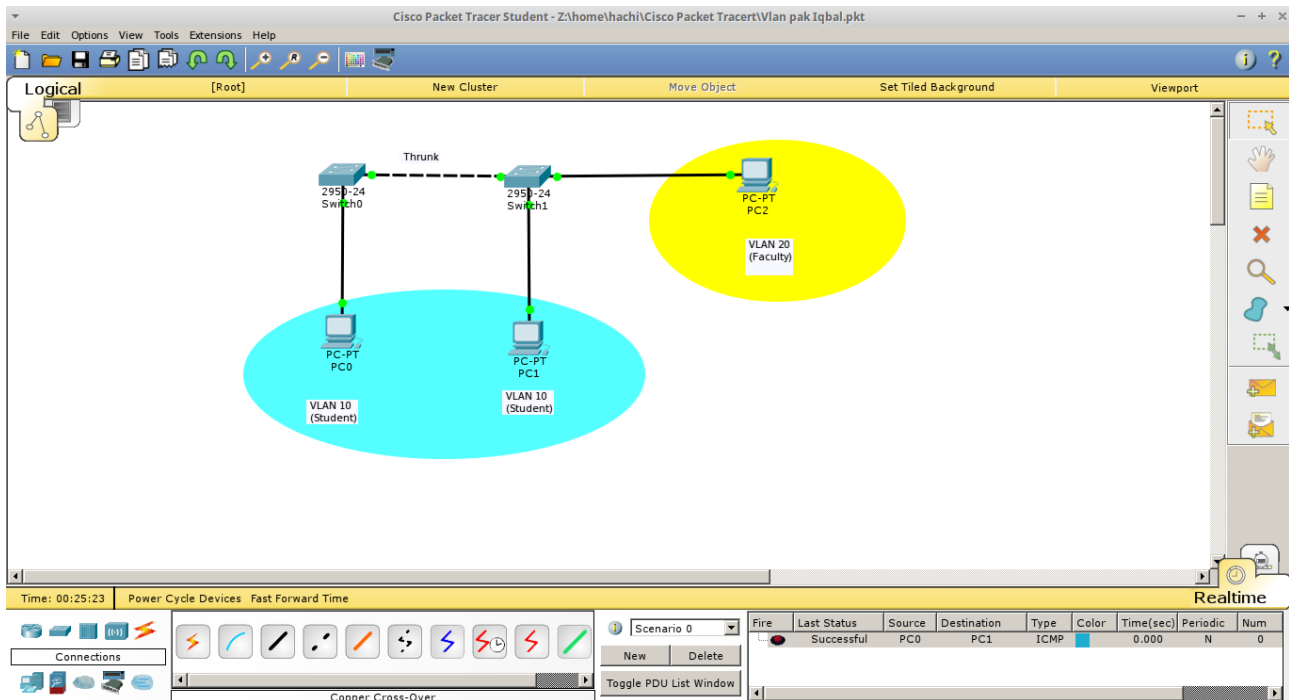 Cisco Packet Tracer Student - Z:\home\hachi\Cisco Packet Tracert\Vlan pak Iqbal.pkt
File Edit Options View Tools Extensions Help
Logical [Root] New Cluster Move Object Set Tiled Background Viewport
Thrunk
2950-24
Switch0
2950-24
Switch1
PC-PT
PC2
VLAN 20
(Faculty)
PC-PT
PC0
PC-PT
PC1
VLAN 10
(Student)
VLAN 10
(Student)
Time: 00:25:23 Power Cycle Devices Fast Forward Time Realtime
Connections
Copper Cross-Over
Scenario 0
New Delete
Toggle PDU List Window
Fire Last Status Source Destination Type Color Time(sec) Periodic Num
Successful PC0 PC1 ICMP 0.000 N 0